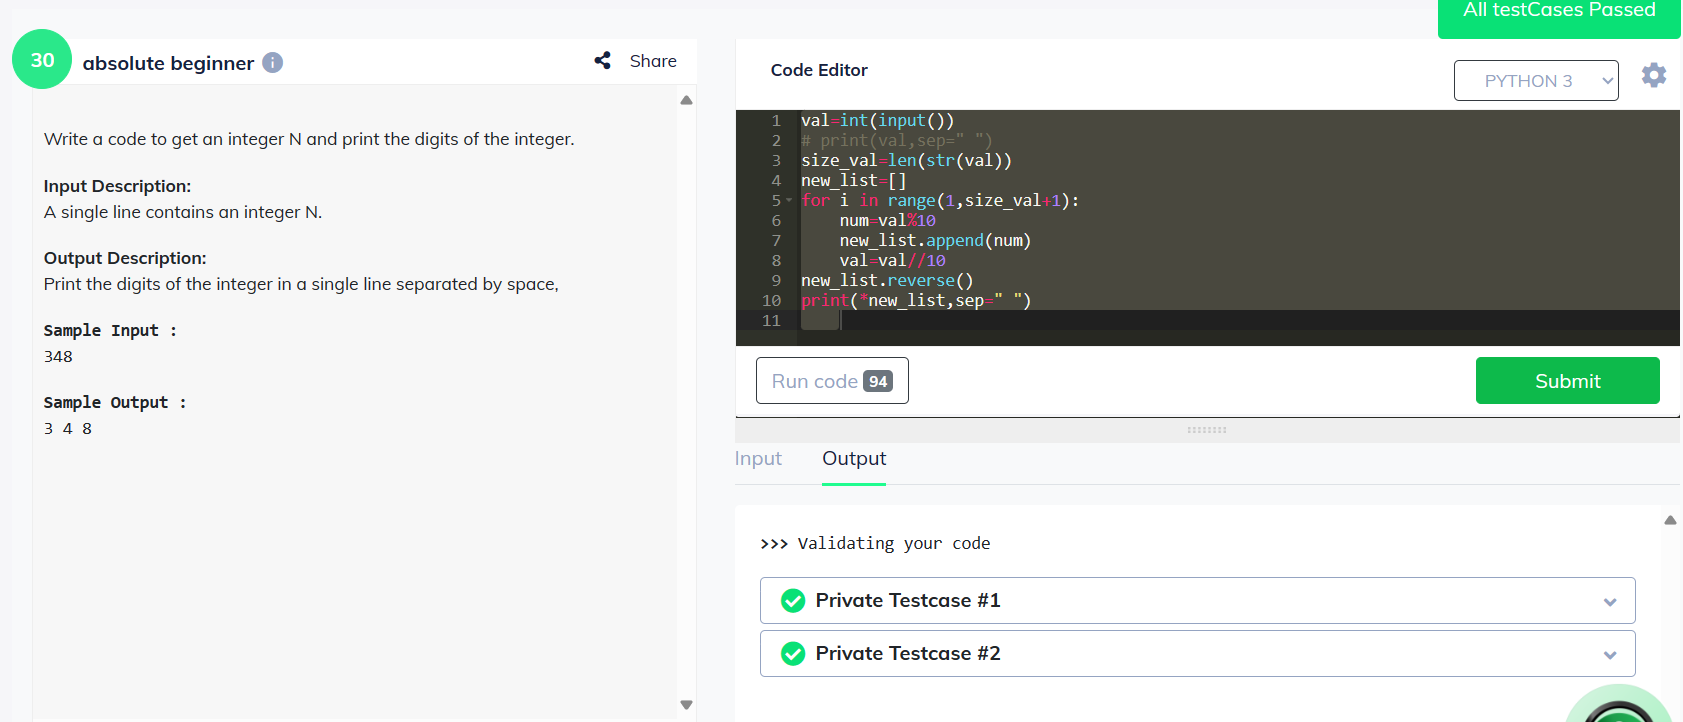 All testCases Passed
30
absolute beginner
Share
Write a code to get an integer N and print the digits of the integer.
Input Description:
A single line contains an integer N.
Output Description:
Print the digits of the integer in a single line separated by space,
Sample Input :
348
Sample Output :
3 4 8
Code Editor
PYTHON 3
1 val=int(input())
2 # print(val,sep=" ")
3 size_val=len(str(val))
4 new_list=[]
5 for i in range(1,size_val+1):
6     num=val%10
7     new_list.append(num)
8     val=val//10
9 new_list.reverse()
10 print(*new_list,sep=" ")
11
Run code 94
Submit
Input Output
>>> Validating your code
Private Testcase #1
Private Testcase #2